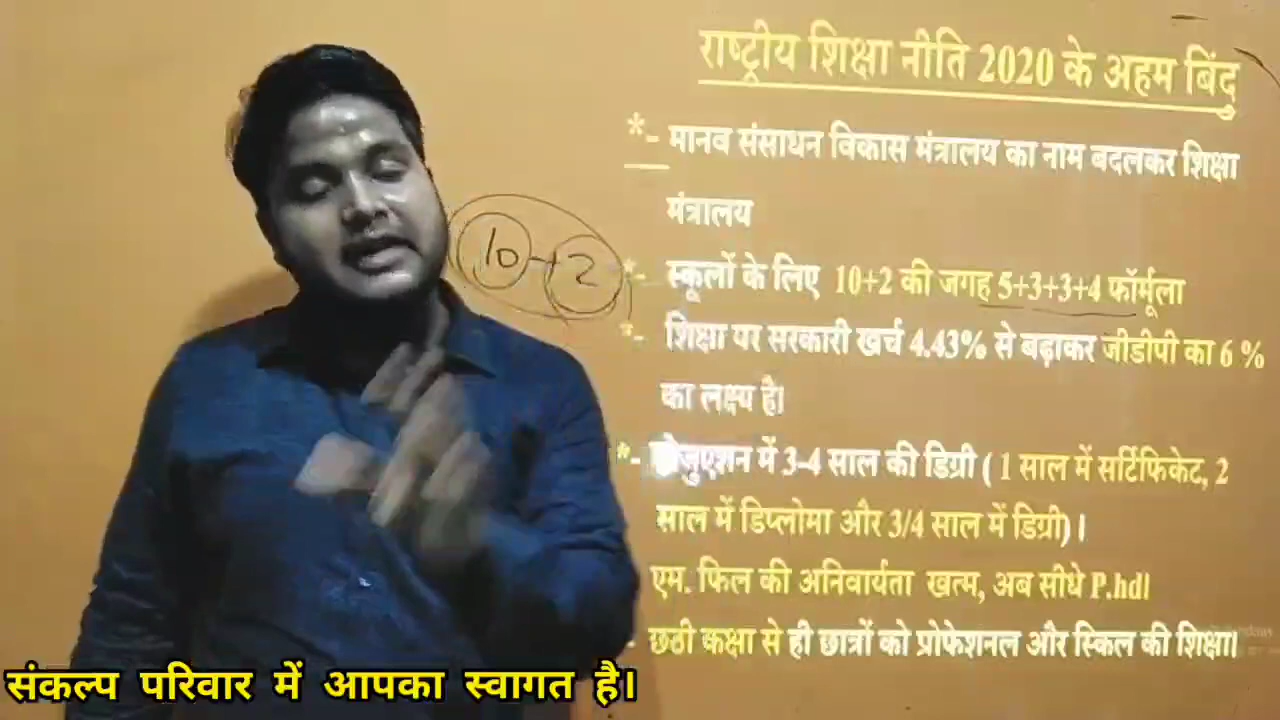 राष्ट्रीय शिक्षा नीति 2020 के अहम बिंदु
*- मानव संसाधन विकास मंत्रालय का नाम बदलकर शिक्षा
मंत्रालय
10+2
*- स्कूलों के लिए 10+2 की जगह 5+3+3+4 फॉर्मूला
*- शिक्षा पर सरकारी खर्च 4.43% से बढ़ाकर जीडीपी का 6 %
का लक्ष्य है।
*- ग्रेजुएशन में 3-4 साल की डिग्री ( 1 साल में सर्टिफिकेट, 2
साल में डिप्लोमा और 3/4 साल में डिग्री) ।
एम. फिल की अनिवार्यता खत्म, अब सीधे P.hd।
- छठी कक्षा से ही छात्रों को प्रोफेशनल और स्किल की शिक्षा।
संकल्प परिवार में आपका स्वागत है।